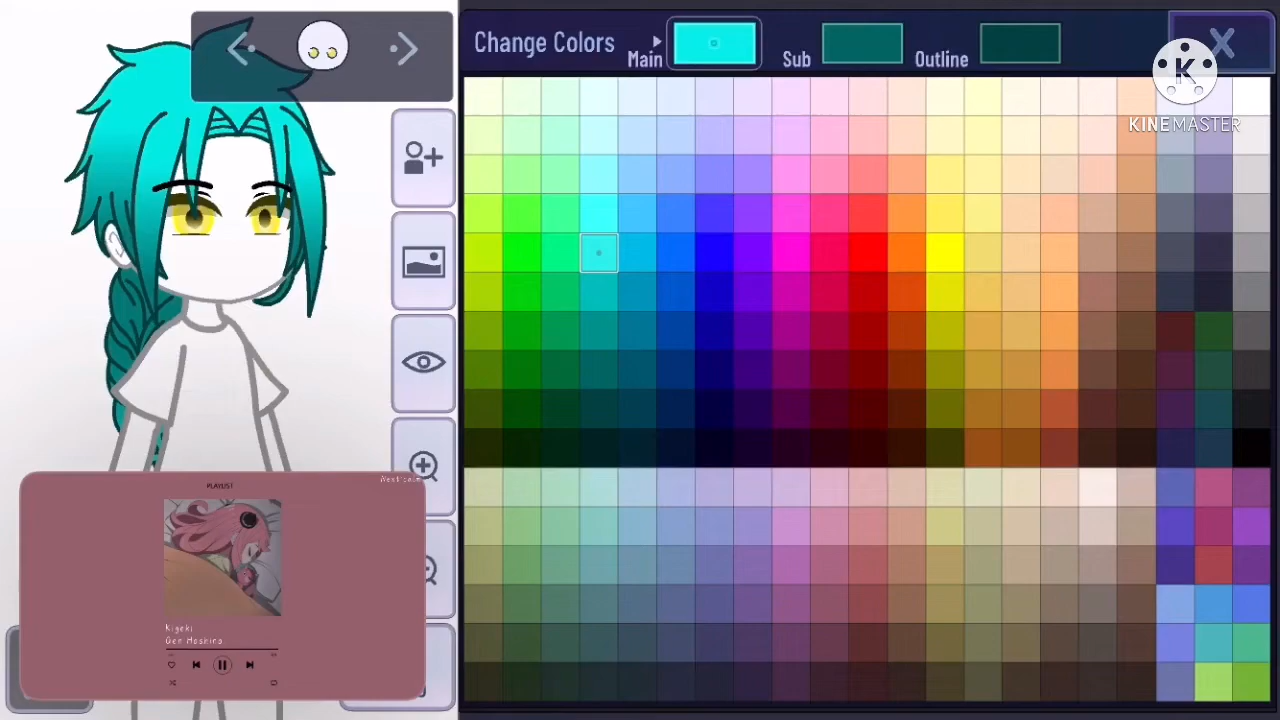 Change Colors
Main
Sub
Outline
X
K
KINEMASTER
PLAYLIST
Kigeki
Gen Hoshino